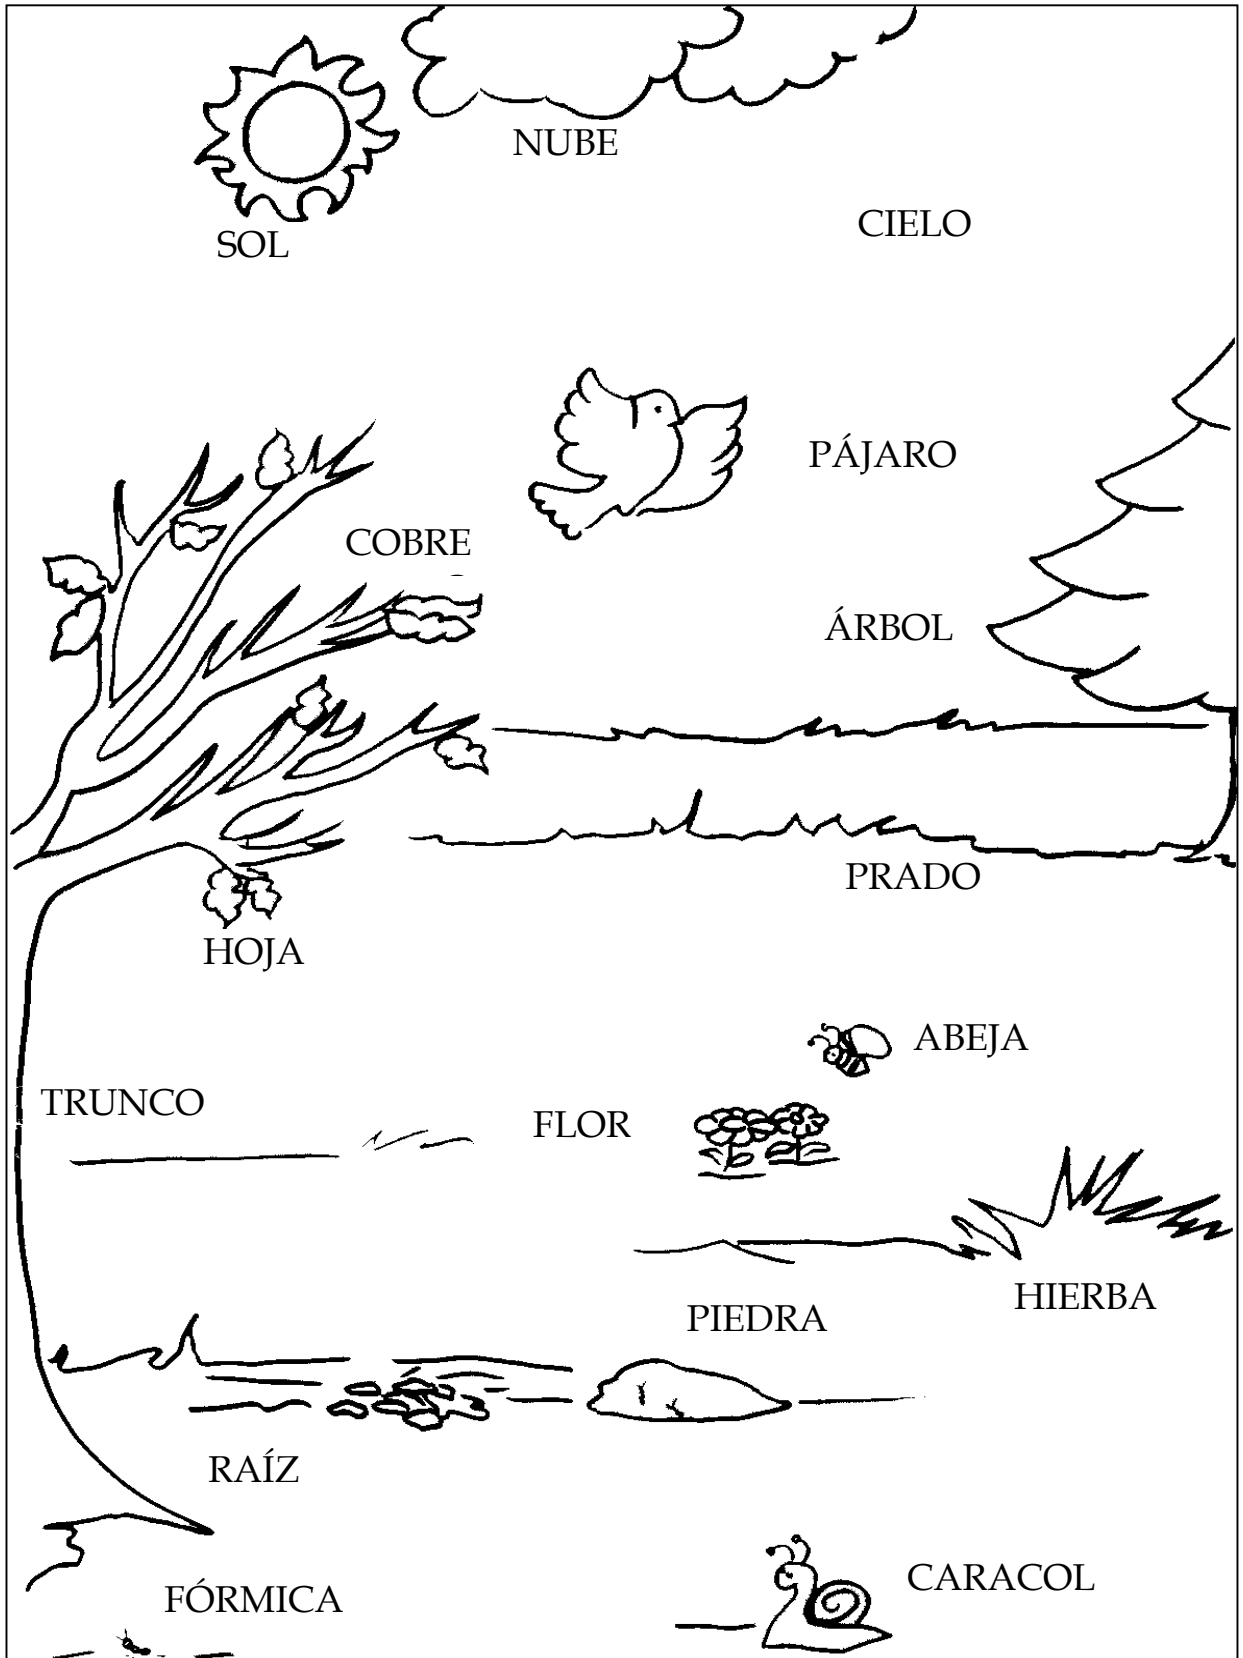 NUBE
CIELO
SOL
PÁJARO
COBRE
ÁRBOL
PRADO
HOJA
ABEJA
TRUNCO
FLOR
HIERBA
PIEDRA
RAÍZ
CARACOL
FÓRMICA